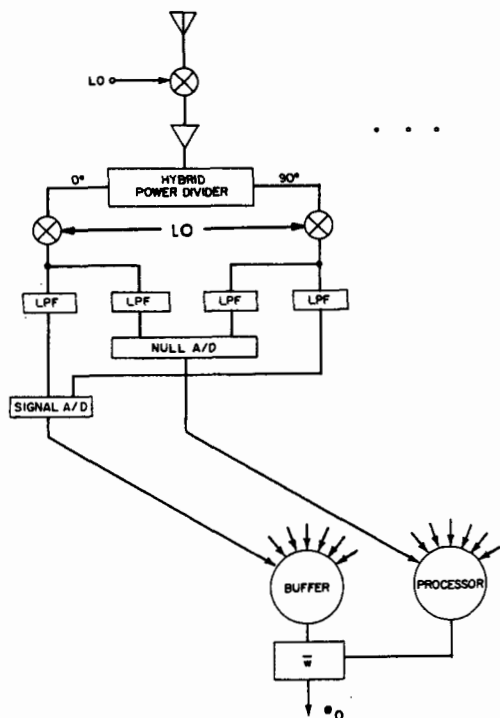 LO
0°
HYBRID
POWER DIVIDER
90°
LO
LPF
LPF
LPF
LPF
NULL A/D
SIGNAL A/D
BUFFER
PROCESSOR
w
e₀